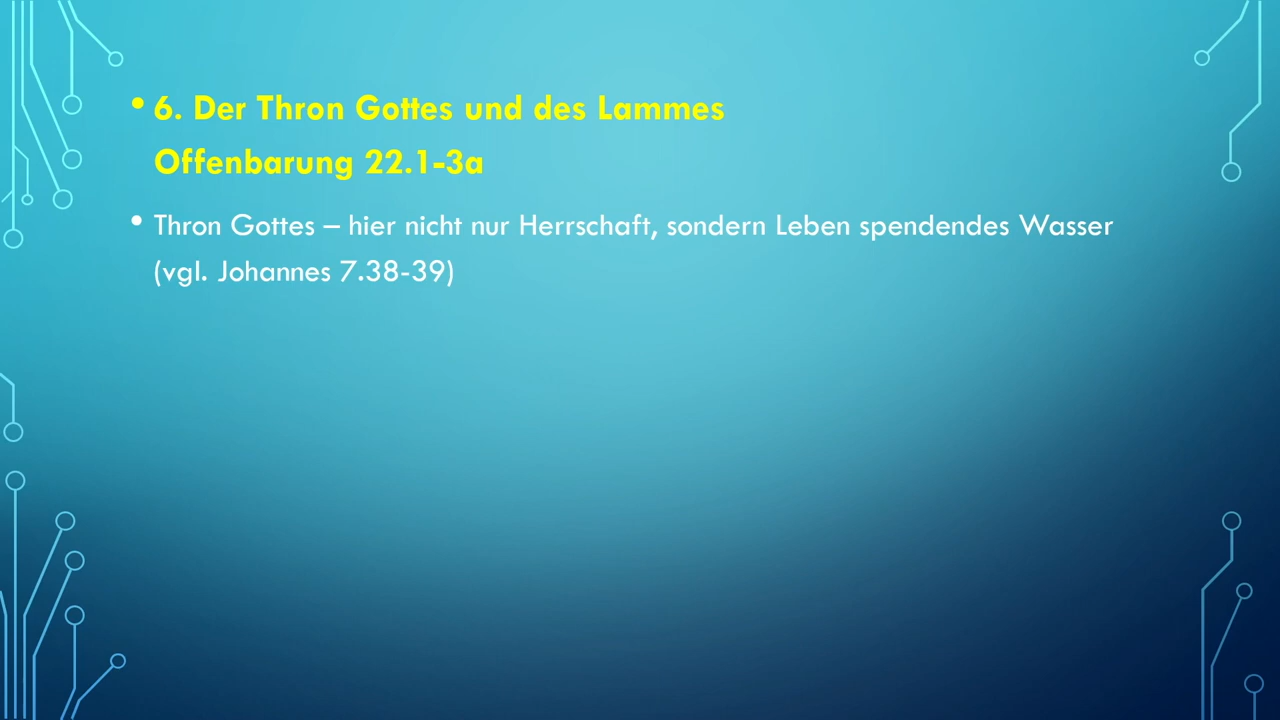 • 6. Der Thron Gottes und des Lammes
Offenbarung 22.1-3a
• Thron Gottes – hier nicht nur Herrschaft, sondern Leben spendendes Wasser
(vgl. Johannes 7.38-39)